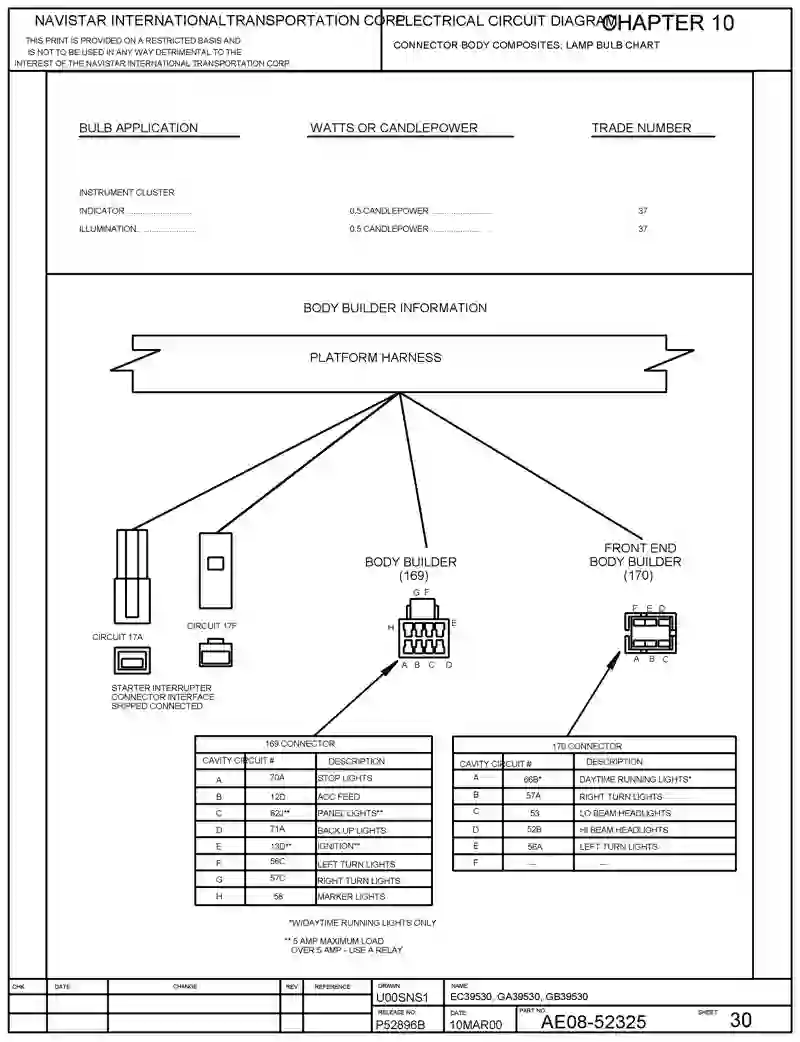 NAVISTAR INTERNATIONALTRANSPORTATION CORP.
THIS PRINT IS PROVIDED ON A RESTRICTED BASIS AND
IS NOT TO BE USED IN ANY WAY DETRIMENTAL TO THE
INTEREST OF THE NAVISTAR INTERNATIONAL TRANSPORTATION CORP
ELECTRICAL CIRCUIT DIAGRAM
CHAPTER 10
CONNECTOR BODY COMPOSITES, LAMP BULB CHART
BULB APPLICATION WATTS OR CANDLEPOWER TRADE NUMBER
INSTRUMENT CLUSTER
INDICATOR 0.5 CANDLEPOWER 37
ILLUMINATION 0.5 CANDLEPOWER 37
BODY BUILDER INFORMATION
PLATFORM HARNESS
CIRCUIT 17A
STARTER INTERRUPTER
CONNECTOR INTERFACE
SHIPPED CONNECTED
CIRCUIT 17F
BODY BUILDER
(169)
G F
H E
A B C D
FRONT END
BODY BUILDER
(170)
F E D
A B C
169 CONNECTOR
CAVITY CIRCUIT # DESCRIPTION
A 70A STOP LIGHTS
B 12D ACC FEED
C 62J** PANEL LIGHTS**
D 71A BACK UP LIGHTS
E 13D** IGNITION**
F 56C LEFT TURN LIGHTS
G 57C RIGHT TURN LIGHTS
H 58 MARKER LIGHTS
170 CONNECTOR
CAVITY CIRCUIT # DESCRIPTION
A 66B* DAYTIME RUNNING LIGHTS*
B 57A RIGHT TURN LIGHTS
C 53 LO BEAM HEADLIGHTS
D 52B HI BEAM HEADLIGHTS
E 56A LEFT TURN LIGHTS
F — —
*W/DAYTIME RUNNING LIGHTS ONLY
** 5 AMP MAXIMUM LOAD
OVER 5 AMP - USE A RELAY
CHK DATE CHANGE REV REFERENCE
DRAWN
U00SNS1
NAME
EC39530, GA39530, GB39530
RELEASE NO.
P52896B
DATE
10MAR00
PART NO.
AE08-52325
SHEET
30